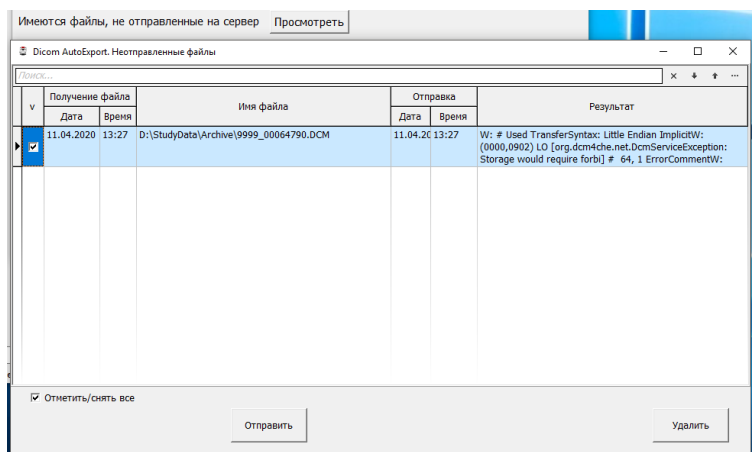 Имеются файлы, не отправленные на сервер Просмотреть
Dicom AutoExport. Неотправленные файлы
Поиск...
v Получение файла Имя файла Отправка Результат
Дата Время Дата Время
11.04.2020 13:27 D:\StudyData\Archive\9999_00064790.DCM 11.04.20 13:27 W: # Used TransferSyntax: Little Endian ImplicitW:
(0000,0902) LO [org.dcm4che.net.DcmServiceException:
Storage would require forbi] # 64, 1 ErrorCommentW:
Отметить/снять все
Отправить Удалить